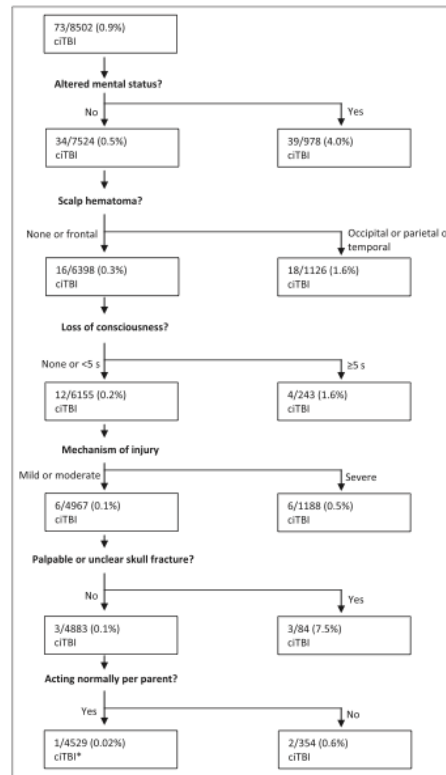 73/8502 (0.9%)
ciTBI
Altered mental status?
No
Yes
34/7524 (0.5%)
ciTBI
39/978 (4.0%)
ciTBI
Scalp hematoma?
None or frontal
Occipital or parietal o
temporal
16/6398 (0.3%)
ciTBI
18/1126 (1.6%)
ciTBI
Loss of consciousness?
None or <5 s
≥5 s
12/6155 (0.2%)
ciTBI
4/243 (1.6%)
ciTBI
Mechanism of injury
Mild or moderate
Severe
6/4967 (0.1%)
ciTBI
6/1188 (0.5%)
ciTBI
Palpable or unclear skull fracture?
No
Yes
3/4883 (0.1%)
ciTBI
3/84 (7.5%)
ciTBI
Acting normally per parent?
Yes
No
1/4529 (0.02%)
ciTBI*
2/354 (0.6%)
ciTBI